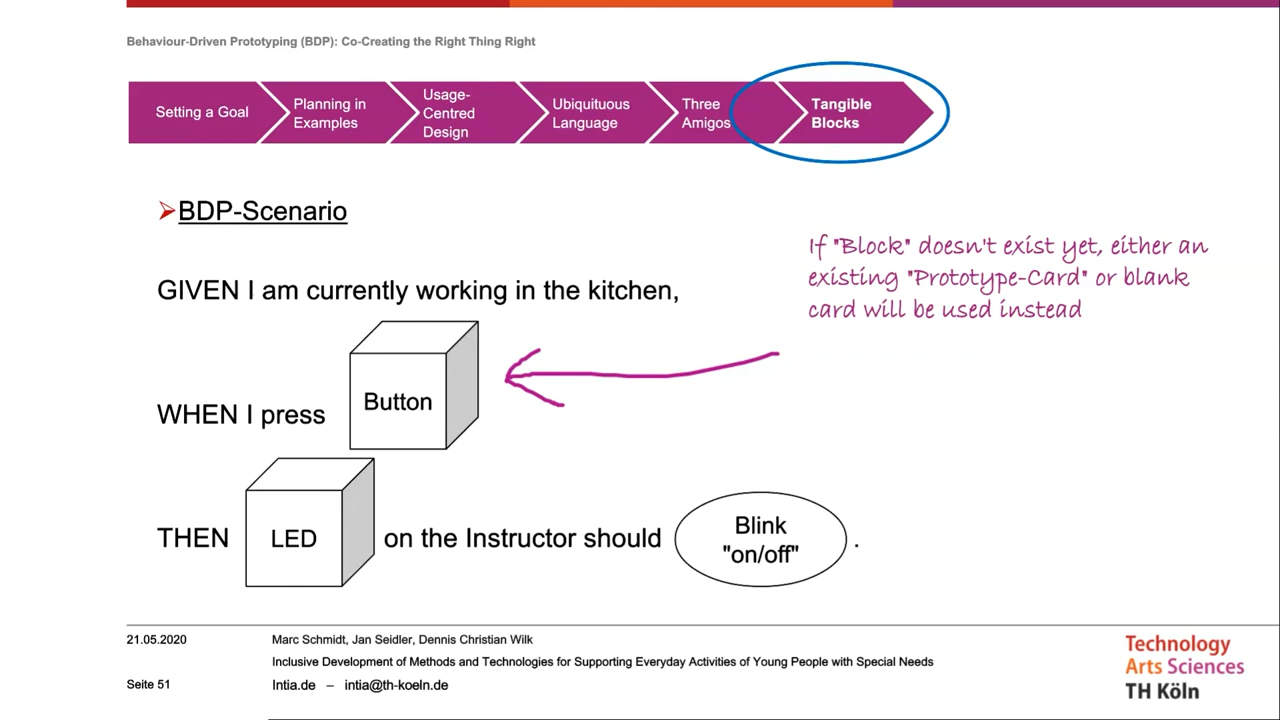 Behaviour-Driven Prototyping (BDP): Co-Creating the Right Thing Right
Setting a Goal
Planning in
Examples
Usage-
Centred
Design
Ubiquituous
Language
Three
Amigos
Tangible
Blocks
➢BDP-Scenario
If "Block" doesn't exist yet, either an
existing "Prototype-Card" or blank
card will be used instead
GIVEN I am currently working in the kitchen,
WHEN I press
Button
THEN
LED
on the Instructor should
Blink
"on/off"
.
21.05.2020
Marc Schmidt, Jan Seidler, Dennis Christian Wilk
Inclusive Development of Methods and Technologies for Supporting Everyday Activities of Young People with Special Needs
Seite 51
Intia.de – intia@th-koeln.de
Technology
Arts Sciences
TH Köln